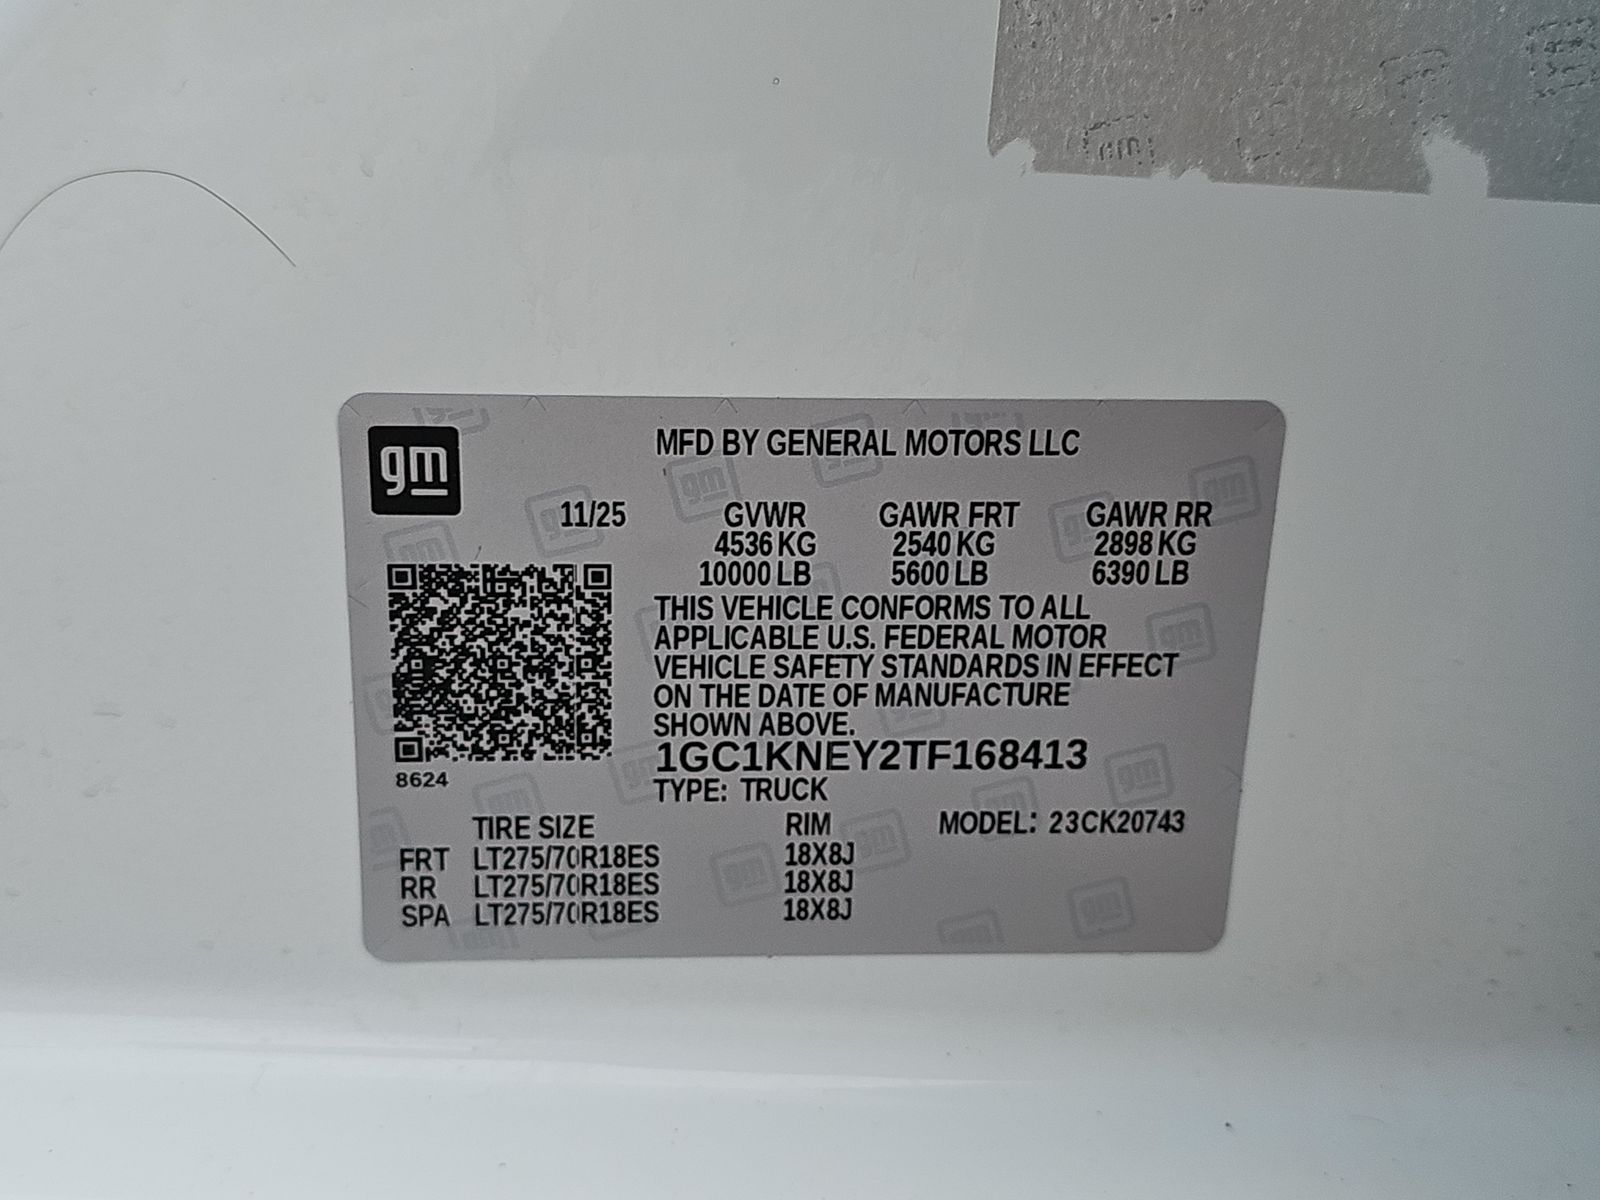 gm
MFD BY GENERAL MOTORS LLC
11/25 GVWR GAWR FRT GAWR RR
4536 KG 2540 KG 2898 KG
10000 LB 5600 LB 6390 LB
THIS VEHICLE CONFORMS TO ALL
APPLICABLE U.S. FEDERAL MOTOR
VEHICLE SAFETY STANDARDS IN EFFECT
ON THE DATE OF MANUFACTURE
SHOWN ABOVE.
1GC1KNEY2TF168413
8624
TYPE: TRUCK
TIRE SIZE RIM MODEL: 23CK20743
FRT LT275/70R18ES 18X8J
RR LT275/70R18ES 18X8J
SPA LT275/70R18ES 18X8J